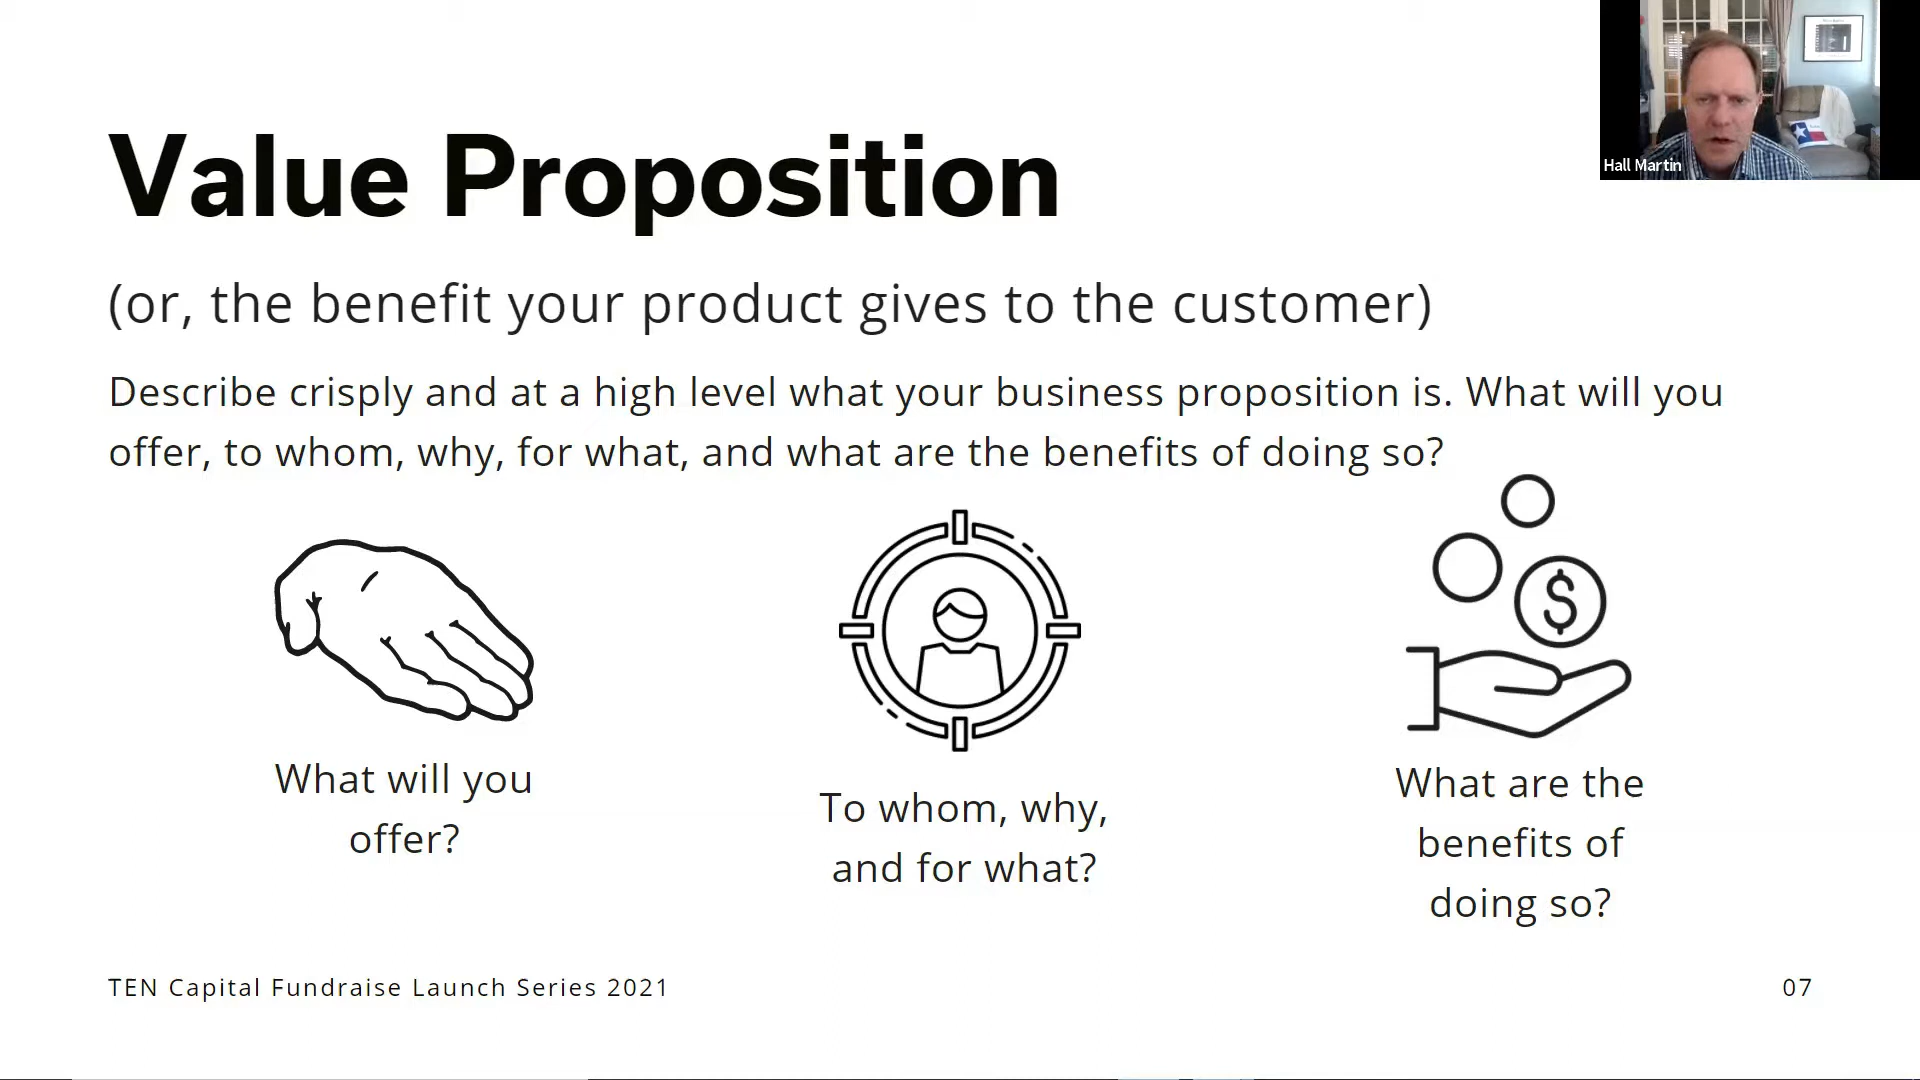 Value Proposition
Hall Martin
(or, the benefit your product gives to the customer)
Describe crisply and at a high level what your business proposition is. What will you
offer, to whom, why, for what, and what are the benefits of doing so?
$
What will you
offer?
To whom, why,
and for what?
What are the
benefits of
doing so?
TEN Capital Fundraise Launch Series 2021
07